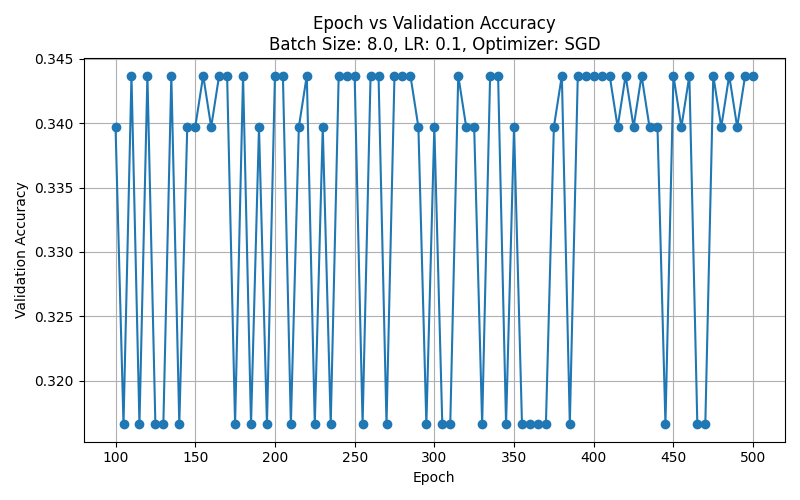 Epoch vs Validation Accuracy
Batch Size: 8.0, LR: 0.1, Optimizer: SGD
0.345
0.340
0.335
0.330
0.325
0.320
Validation Accuracy
100 150 200 250 300 350 400 450 500
Epoch